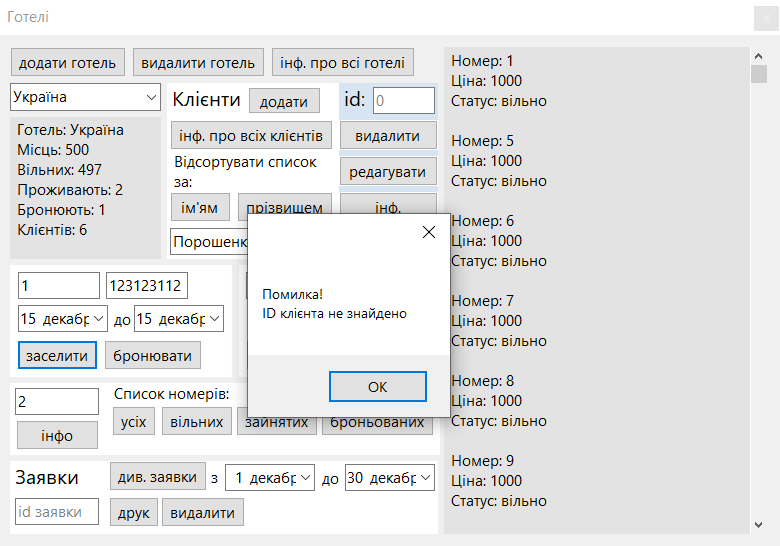 Готелі
додати готель
видалити готель
інф. про всі готелі
Україна
Готель: Україна
Місць: 500
Вільних: 497
Проживають: 2
Бронюють: 1
Клієнтів: 6
Клієнти
додати
id:
0
інф. про всіх клієнтів
видалити
Відсортувати список
за:
редагувати
ім'ям
прізвищем
інф.
Порошенк
Помилка!
ID клієнта не знайдено
OK
1
123123112
15 декабр
до
15 декабр
заселити
бронювати
2
інфо
Список номерів:
усіх
вільних
зайнятих
броньованих
Заявки
див. заявки
з
1 декабр
до
30 декабр
id заявки
друк
видалити
Номер: 1
Ціна: 1000
Статус: вільно
Номер: 5
Ціна: 1000
Статус: вільно
Номер: 6
Ціна: 1000
Статус: вільно
Номер: 7
Ціна: 1000
Статус: вільно
Номер: 8
Ціна: 1000
Статус: вільно
Номер: 9
Ціна: 1000
Статус: вільно